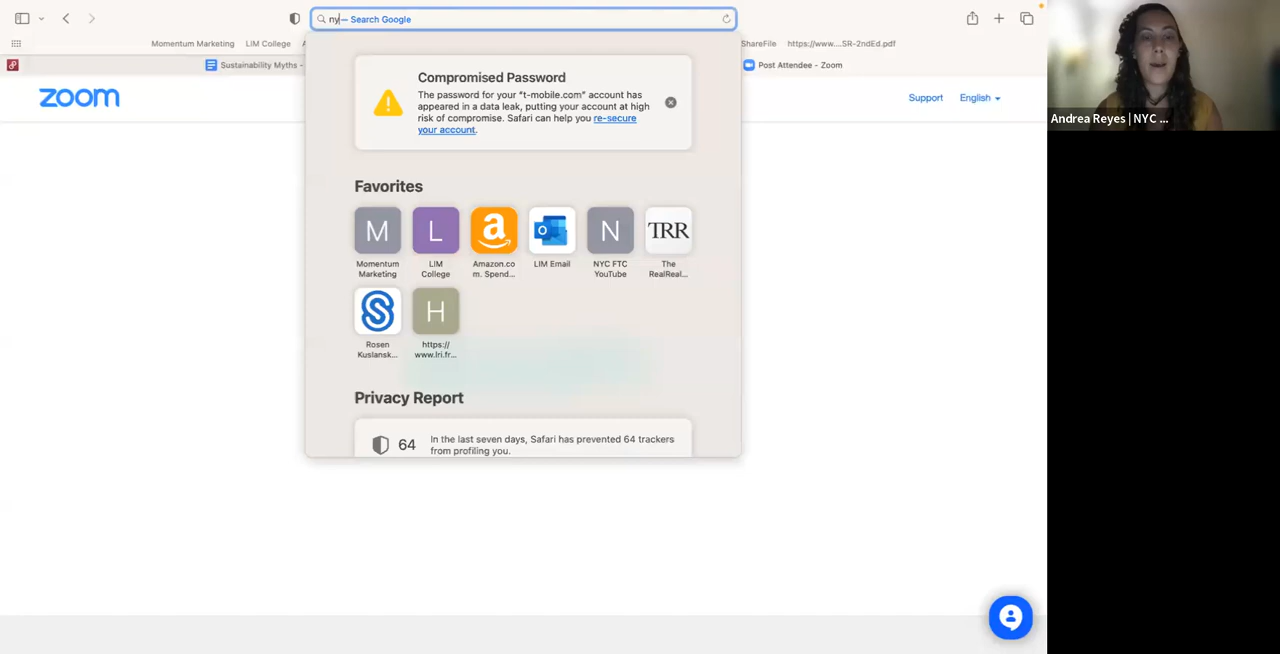 ny — Search Google
Momentum Marketing LIM College
ShareFile https://www....SR-2ndEd.pdf
Sustainability Myths -
Post Attendee - Zoom
zoom
Support English
Compromised Password
The password for your "t-mobile.com" account has
appeared in a data leak, putting your account at high
risk of compromise. Safari can help you re-secure
your account.
Favorites
M
L
a
O
N
TRR
Momentum
Marketing
LIM
College
Amazon.co
m. Spend...
LIM Email
NYC FTC
YouTube
The
RealReal...
S
H
Rosen
Kuslansk...
https://
www.lri.fr...
Privacy Report
64
In the last seven days, Safari has prevented 64 trackers
from profiling you.
Andrea Reyes | NYC ...